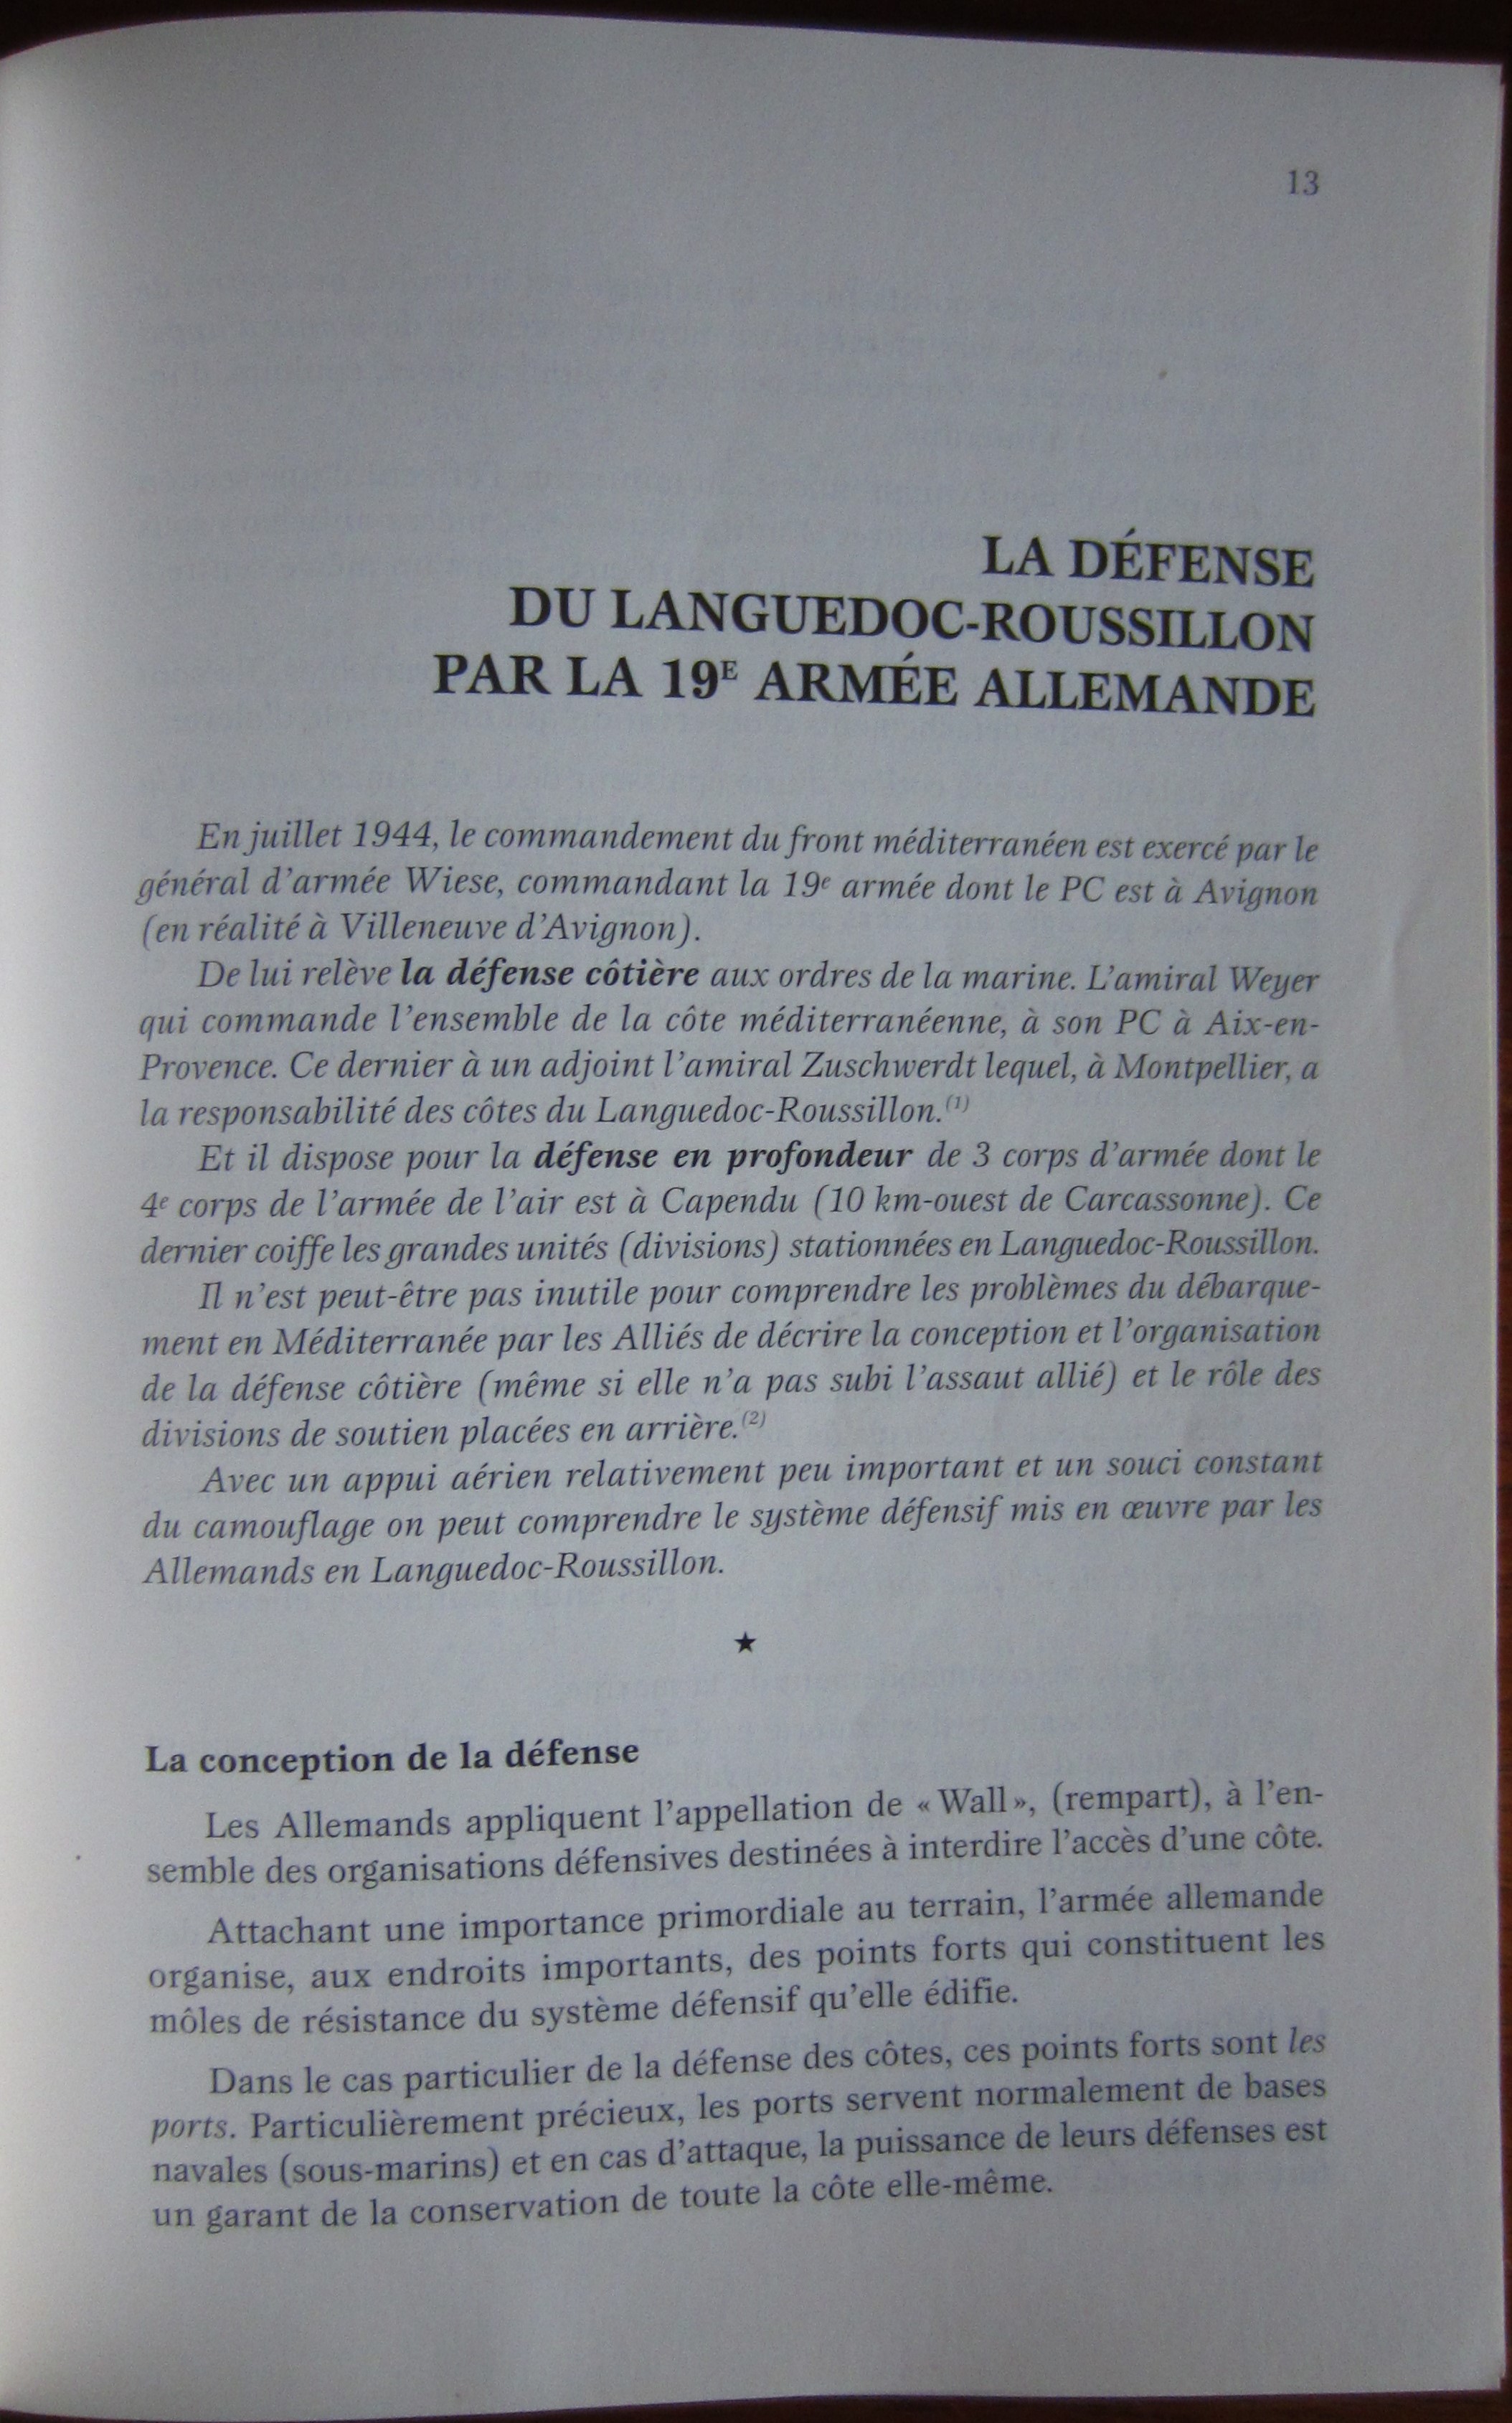 13
LA DÉFENSE
DU LANGUEDOC-ROUSSILLON
PAR LA 19E ARMÉE ALLEMANDE
En juillet 1944, le commandement du front méditerranéen est exercé par le
général d'armée Wiese, commandant la 19e armée dont le PC est à Avignon
(en réalité à Villeneuve d'Avignon).
De lui relève la défense côtière aux ordres de la marine. L'amiral Weyer
qui commande l'ensemble de la côte méditerranéenne, à son PC à Aix-en-
Provence. Ce dernier à un adjoint l'amiral Zuschwerdt lequel, à Montpellier, a
la responsabilité des côtes du Languedoc-Roussillon.(1)
Et il dispose pour la défense en profondeur de 3 corps d'armée dont le
4e corps de l'armée de l'air est à Capendu (10 km-ouest de Carcassonne). Ce
dernier coiffe les grandes unités (divisions) stationnées en Languedoc-Roussillon.
Il n'est peut-être pas inutile pour comprendre les problèmes du débarque-
ment en Méditerranée par les Alliés de décrire la conception et l'organisation
de la défense côtière (même si elle n'a pas subi l'assaut allié) et le rôle des
divisions de soutien placées en arrière.(2)
Avec un appui aérien relativement peu important et un souci constant
du camouflage on peut comprendre le système défensif mis en œuvre par les
Allemands en Languedoc-Roussillon.
★
La conception de la défense
Les Allemands appliquent l'appellation de « Wall », (rempart), à l'en-
semble des organisations défensives destinées à interdire l'accès d'une côte.
Attachant une importance primordiale au terrain, l'armée allemande
organise, aux endroits importants, des points forts qui constituent les
môles de résistance du système défensif qu'elle édifie.
Dans le cas particulier de la défense des côtes, ces points forts sont les
ports. Particulièrement précieux, les ports servent normalement de bases
navales (sous-marins) et en cas d'attaque, la puissance de leurs défenses est
un garant de la conservation de toute la côte elle-même.